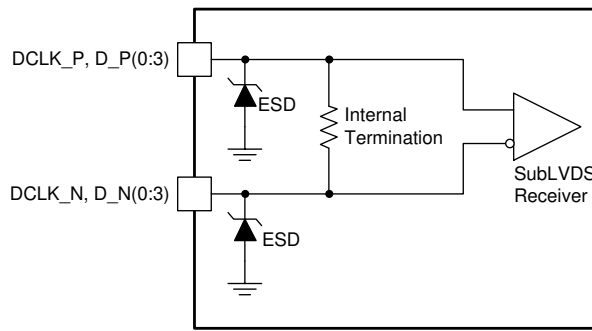 DCLK_P, D_P(0:3)
ESD
Internal
Termination
SubLVDS
Receiver
DCLK_N, D_N(0:3)
ESD